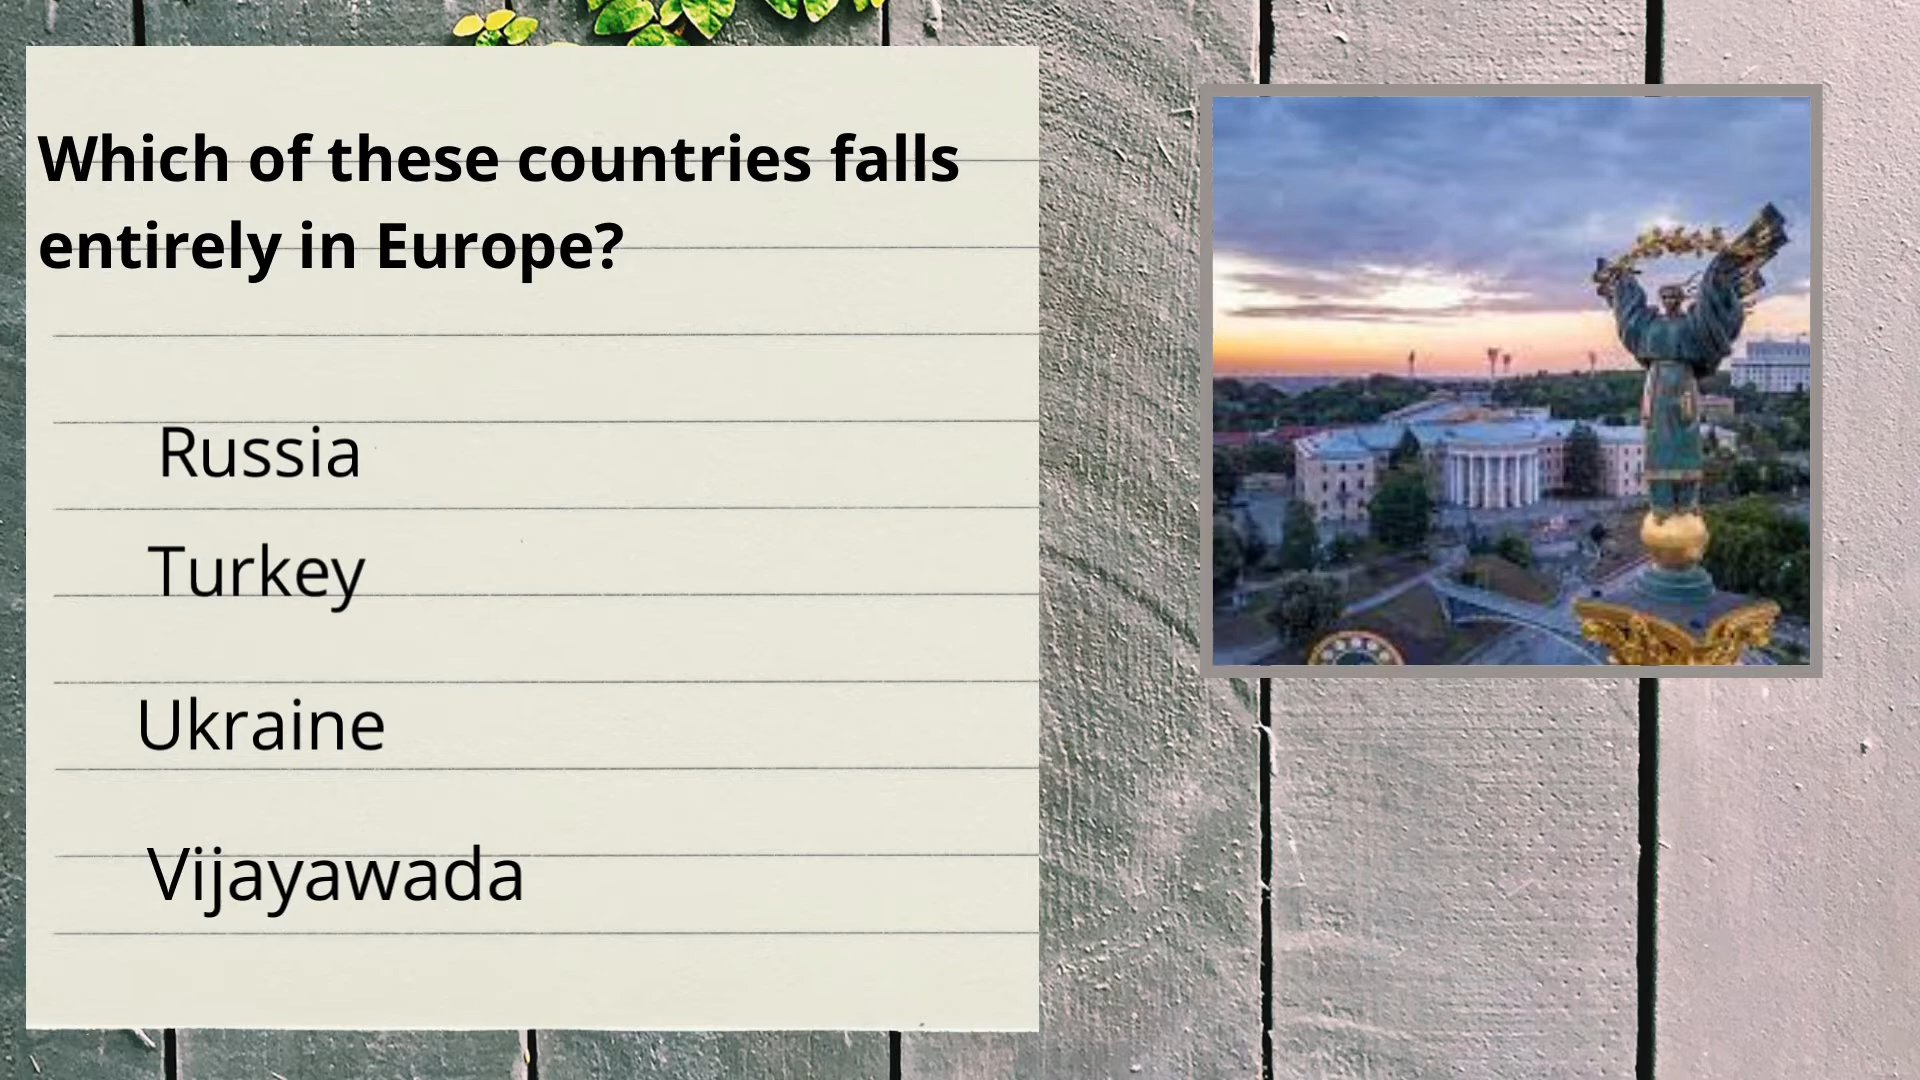 Which of these countries falls
entirely in Europe?
Russia
Turkey
Ukraine
Vijayawada